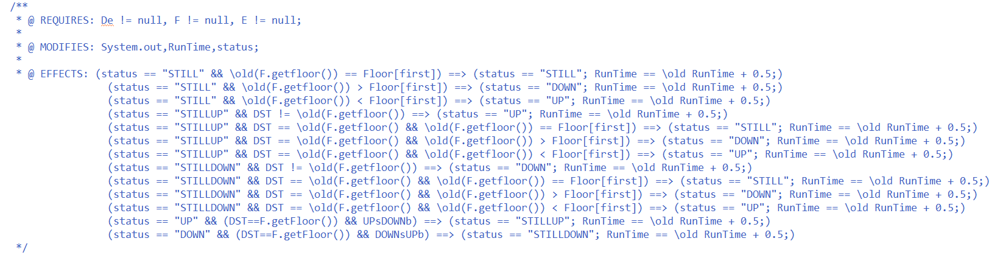 /**
* @ REQUIRES: De != null, F != null, E != null;
*
* @ MODIFIES: System.out,RunTime,status;
*
* @ EFFECTS: (status == "STILL" && \old(F.getfloor()) == Floor[first]) ==> (status == "STILL"; RunTime == \old RunTime + 0.5;)
(status == "STILL" && \old(F.getfloor()) > Floor[first]) ==> (status == "DOWN"; RunTime == \old RunTime + 0.5;)
(status == "STILL" && \old(F.getfloor()) < Floor[first]) ==> (status == "UP"; RunTime == \old RunTime + 0.5;)
(status == "STILLUP" && DST != \old(F.getfloor()) ==> (status == "UP"; RunTime == \old RunTime + 0.5;)
(status == "STILLUP" && DST == \old(F.getfloor() && \old(F.getfloor()) == Floor[first]) ==> (status == "STILL"; RunTime == \old RunTime + 0.5;)
(status == "STILLUP" && DST == \old(F.getfloor() && \old(F.getfloor()) > Floor[first]) ==> (status == "DOWN"; RunTime == \old RunTime + 0.5;)
(status == "STILLUP" && DST == \old(F.getfloor() && \old(F.getfloor()) < Floor[first]) ==> (status == "UP"; RunTime == \old RunTime + 0.5;)
(status == "STILLDOWN" && DST != \old(F.getfloor()) ==> (status == "DOWN"; RunTime == \old RunTime + 0.5;)
(status == "STILLDOWN" && DST == \old(F.getfloor() && \old(F.getfloor()) == Floor[first]) ==> (status == "STILL"; RunTime == \old RunTime + 0.5;)
(status == "STILLDOWN" && DST == \old(F.getfloor() && \old(F.getfloor()) > Floor[first]) ==> (status == "DOWN"; RunTime == \old RunTime + 0.5;)
(status == "STILLDOWN" && DST == \old(F.getfloor() && \old(F.getfloor()) < Floor[first]) ==> (status == "UP"; RunTime == \old RunTime + 0.5;)
(status == "UP" && (DST==F.getFloor()) && UPsDOWNb) ==> (status == "STILLUP"; RunTime == \old RunTime + 0.5;)
(status == "DOWN" && (DST==F.getFloor()) && DOWNsUPb) ==> (status == "STILLDOWN"; RunTime == \old RunTime + 0.5;)
*/